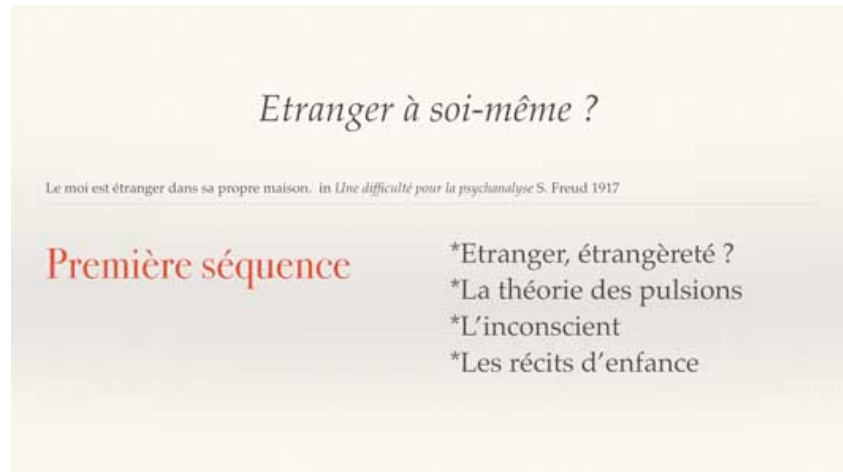 Etranger à soi-même ?
Le moi est étranger dans sa propre maison. in Une difficulté pour la psychanalyse S. Freud 1917
Première séquence
*Etranger, étrangèreté ?
*La théorie des pulsions
*L’inconscient
*Les récits d’enfance